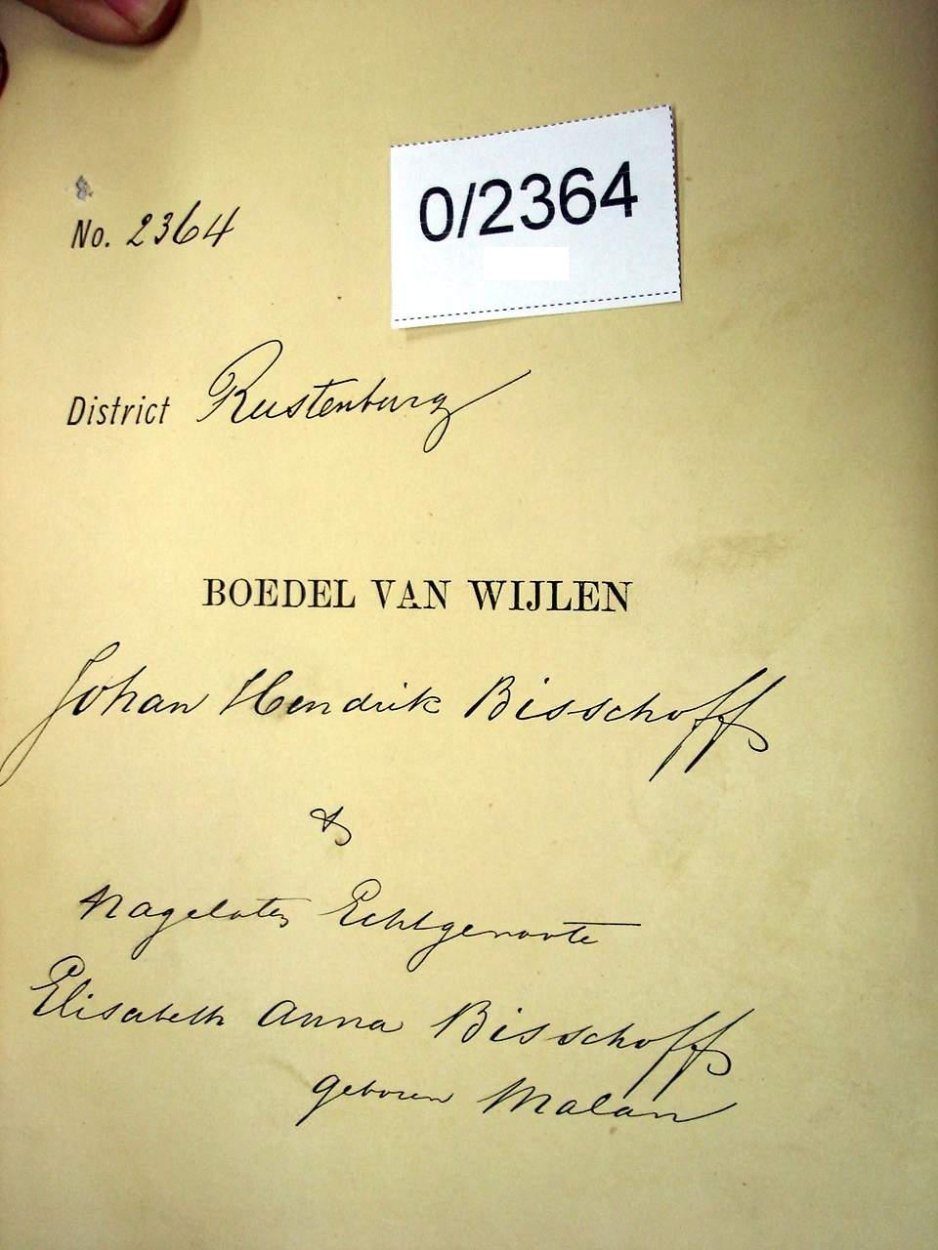 0/2364
No. 2364
District Rustenburg
BOEDEL VAN WIJLEN
Johan Hendrik Bisschoff
&
Nagelaten Echtgenoote
Elisabeth Anna Bisschoff
geboren Malan